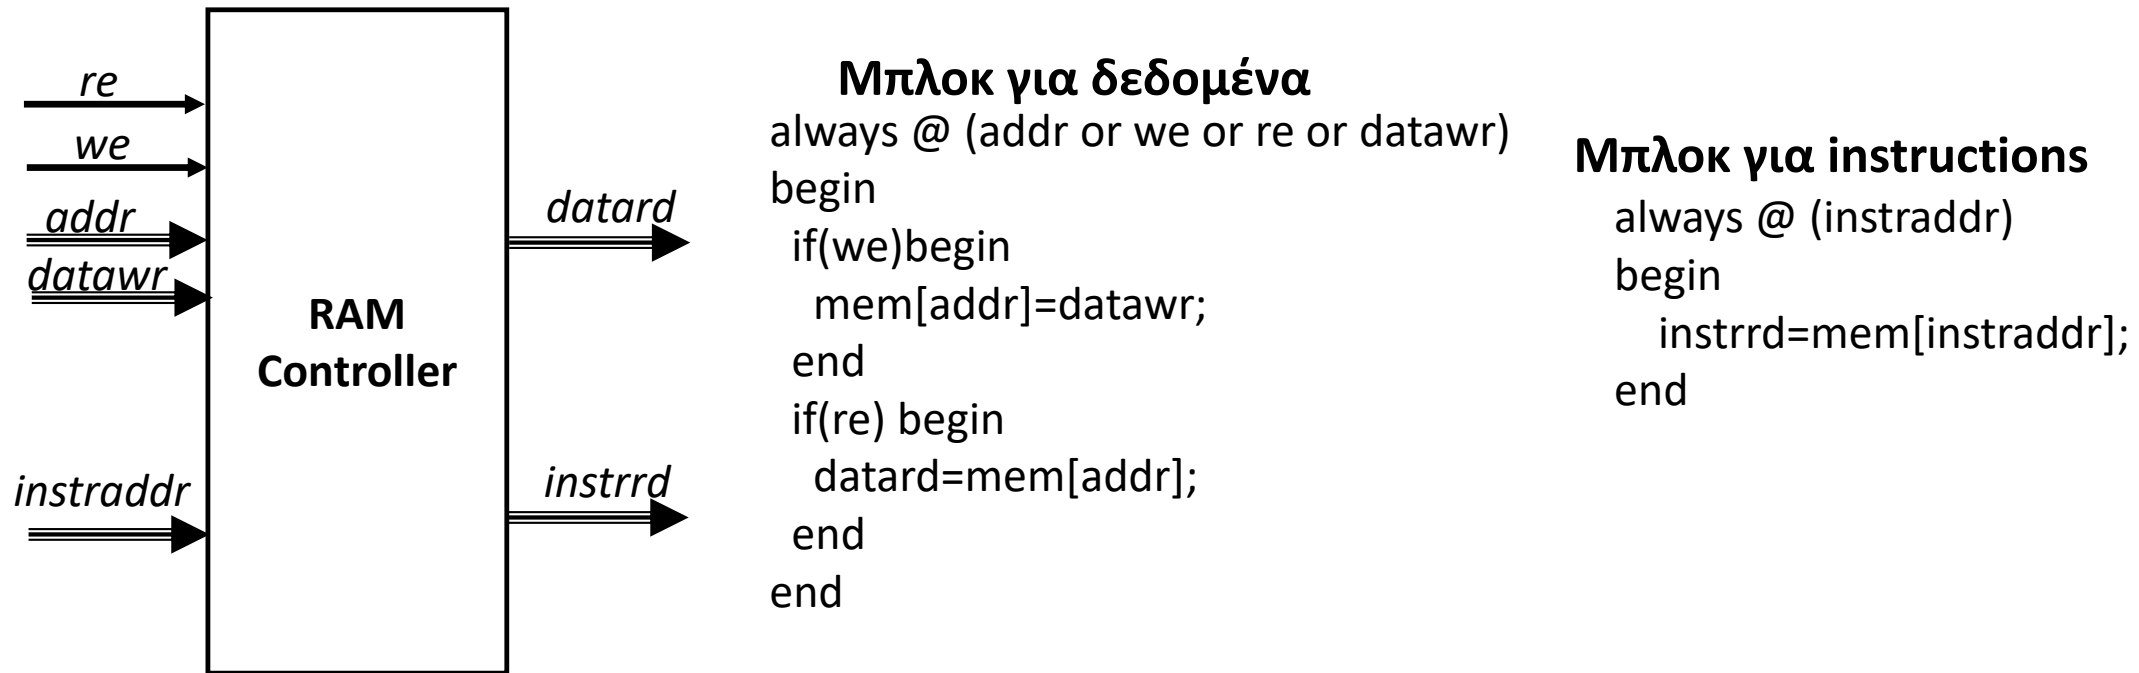 re
we
addr
datawr
instraddr
RAM
Controller
datard
instrrd
Μπλοκ για δεδομένα
always @ (addr or we or re or datawr)
begin
if(we)begin
mem[addr]=datawr;
end
if(re) begin
datard=mem[addr];
end
end
Μπλοκ για instructions
always @ (instraddr)
begin
instrrd=mem[instraddr];
end